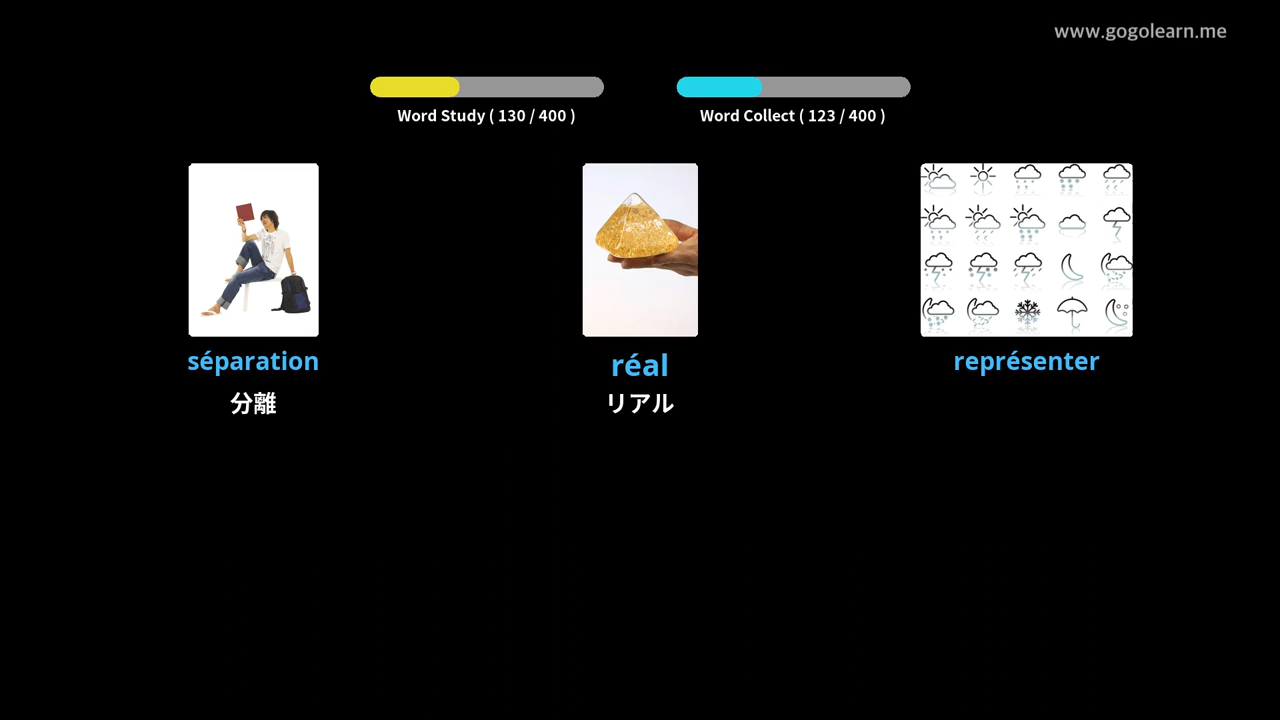 www.gogolearn.me
Word Study ( 130 / 400 )
Word Collect ( 123 / 400 )
séparation
réal
représenter
分離
リアル